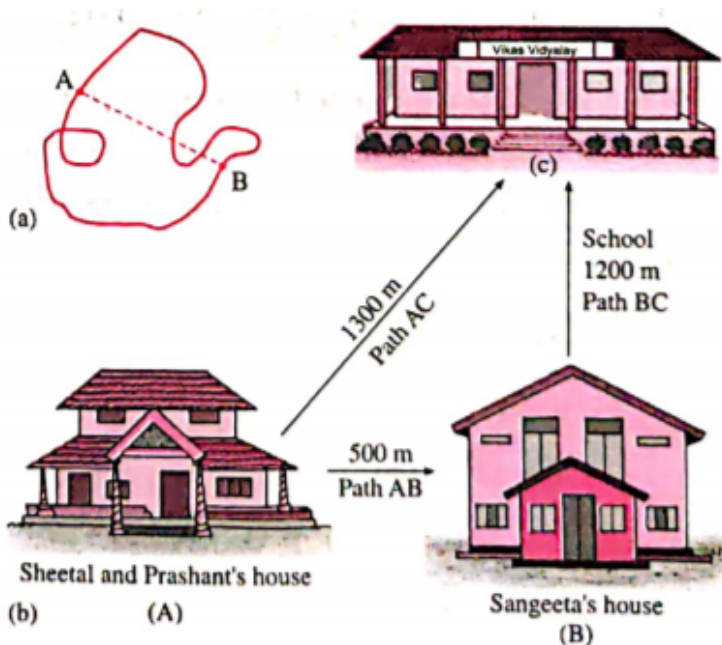 A
B
(a)
Vikas Vidyalay
(c)
School
1200 m
Path BC
1300 m
Path AC
500 m
Path AB
Sheetal and Prashant's house
(b)
(A)
Sangeeta's house
(B)